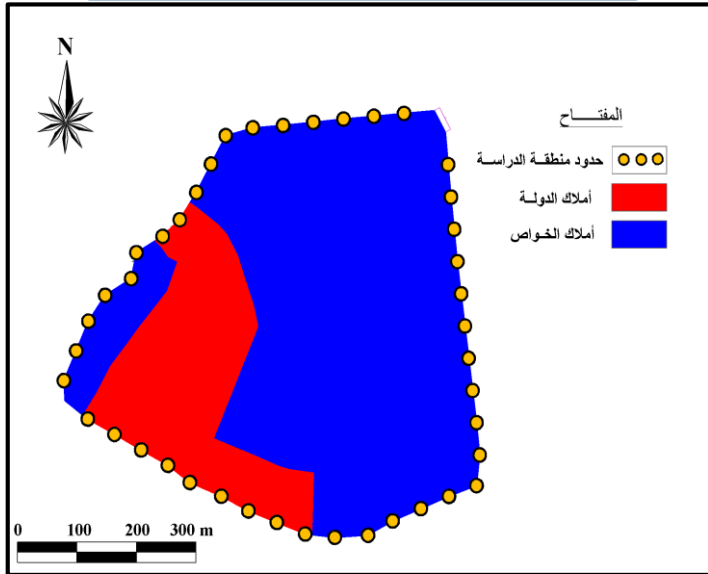 N
المفتـــــاح
حدود منطقـة الدراسـة
أملاك الدولـة
أملاك الخـواص
0 100 200 300 m